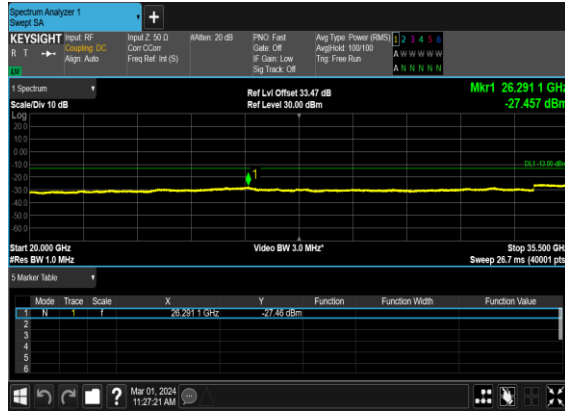 Spectrum Analyzer 1
Swept SA
+
KEYSIGHT Input: RF Input Z: 50 Ω #Atten: 20 dB PNO: Fast Avg Type: Power (RMS) 1 2 3 4 5 6
R T Coupling: DC Corr CCorr Gate: Off Avg|Hold: 100/100 A W W W W W
Align: Auto Freq Ref: Int (S) IF Gain: Low Trig: Free Run
Sig Track: Off A N N N N N
1 Spectrum Ref Lvl Offset 33.47 dB Mkr1 26.291 1 GHz
Scale/Div 10 dB Ref Level 30.00 dBm -27.457 dBm
Log
20.0
10.0
0.00
-10.0
-20.0
-30.0
-40.0
-50.0
-60.0
1
DL1 -13.00 dBm
Start 20.000 GHz Video BW 3.0 MHz* Stop 35.500 GHz
#Res BW 1.0 MHz Sweep 26.7 ms (40001 pts)
5 Marker Table
Mode Trace Scale X Y Function Function Width Function Value
1 N 1 f 26.291 1 GHz -27.46 dBm
2
3
4
5
6
? Mar 01, 2024
11:27:21 AM